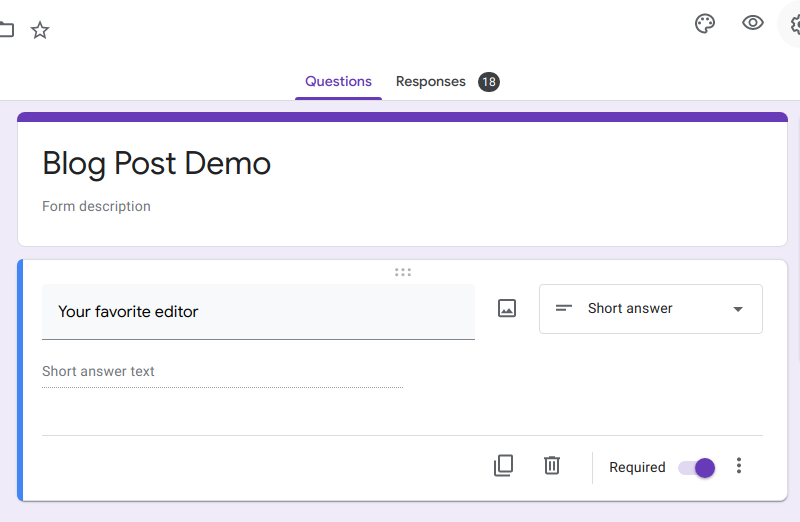 Questions Responses 18
Blog Post Demo
Form description
Your favorite editor
Short answer
Short answer text
Required